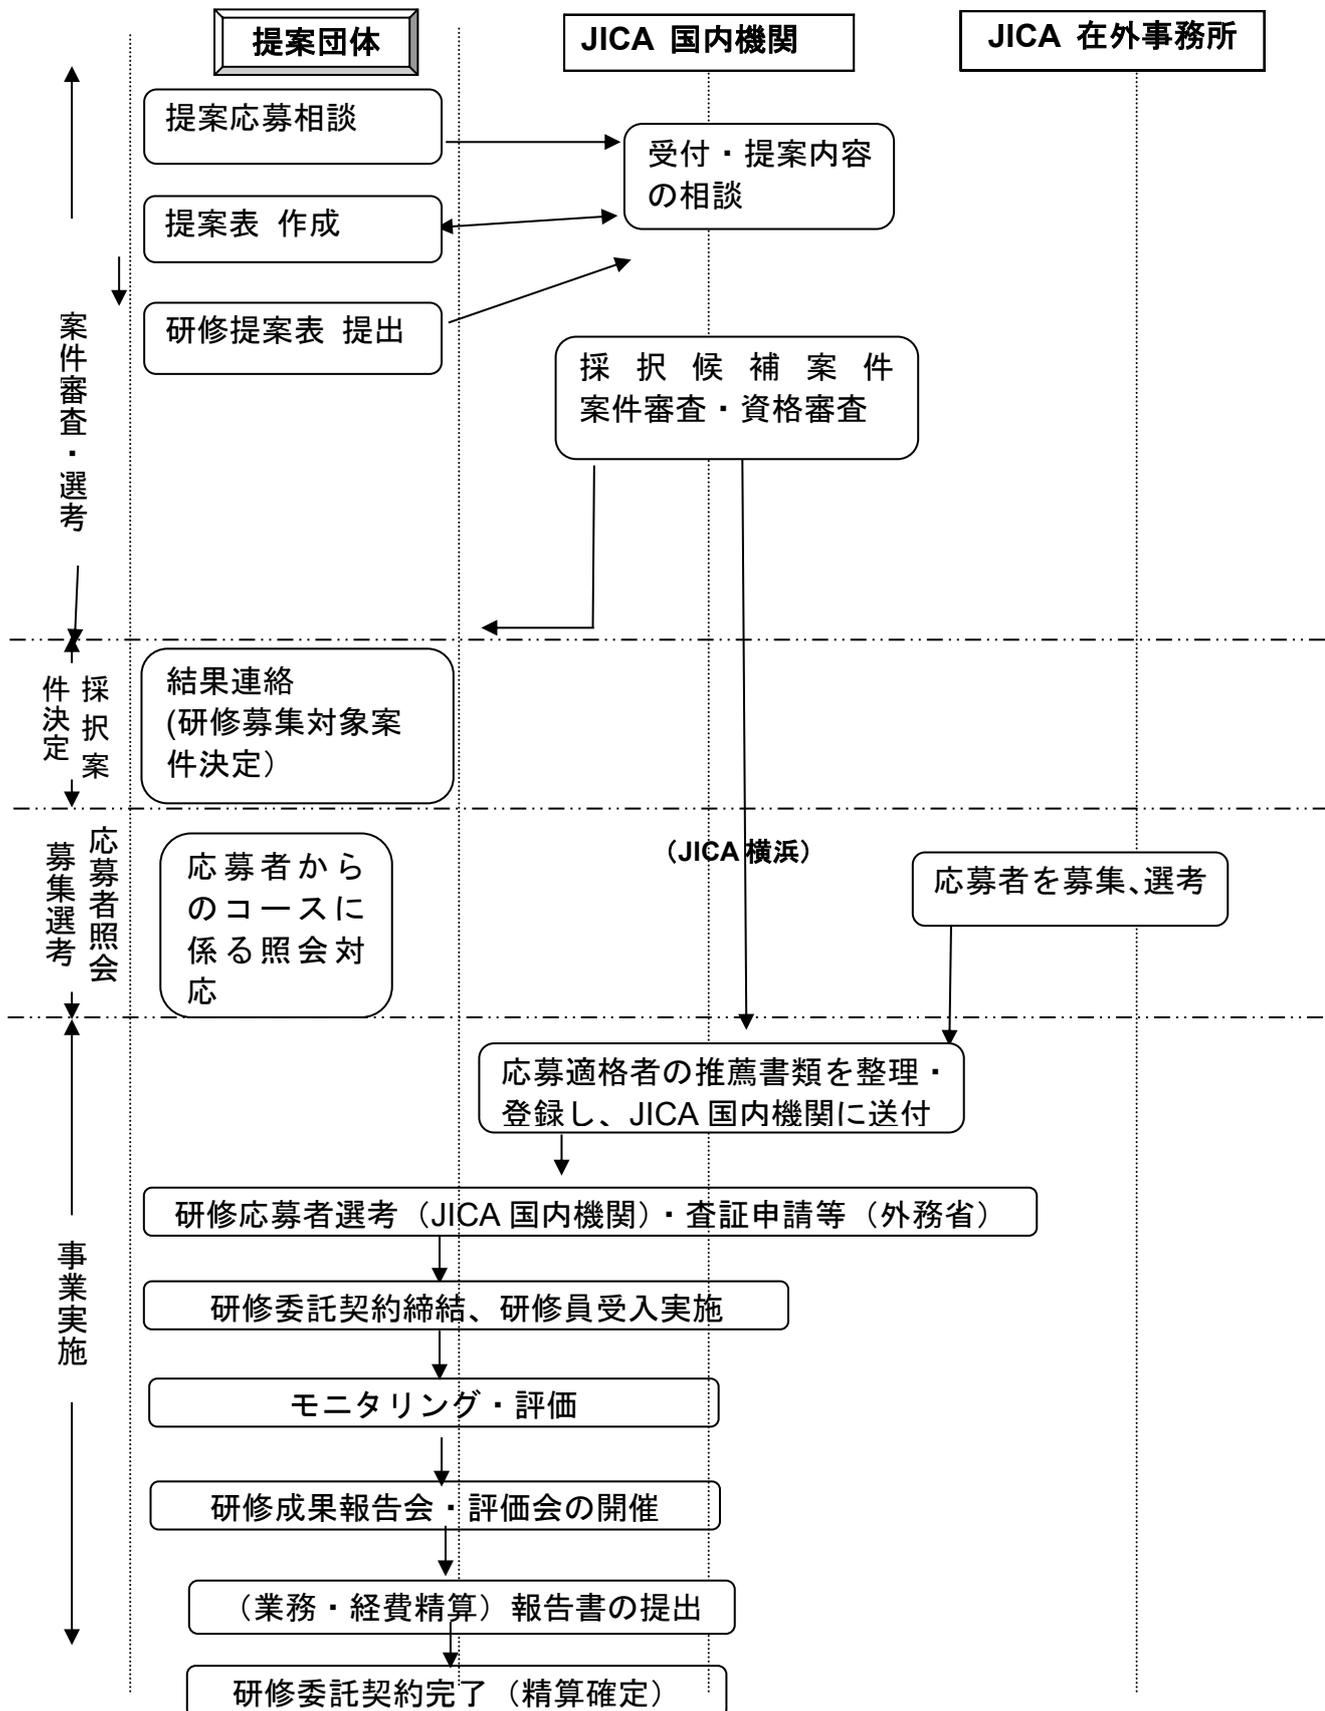 提案団体
JICA 国内機関
JICA 在外事務所
提案応募相談
受付・提案内容
の相談
提案表 作成
研修提案表 提出
採択候補案件
案件審査・資格審査
案件審査・選考
結果連絡
(研修募集対象案
件決定）
採択案
件決定
応募者照会
募集選考
応募者から
のコースに
係る照会対
応
（JICA 横浜）
応募者を募集、選考
応募適格者の推薦書類を整理・
登録し、JICA 国内機関に送付
研修応募者選考（JICA 国内機関）・査証申請等（外務省）
事業実施
研修委託契約締結、研修員受入実施
モニタリング・評価
研修成果報告会・評価会の開催
（業務・経費精算）報告書の提出
研修委託契約完了（精算確定）